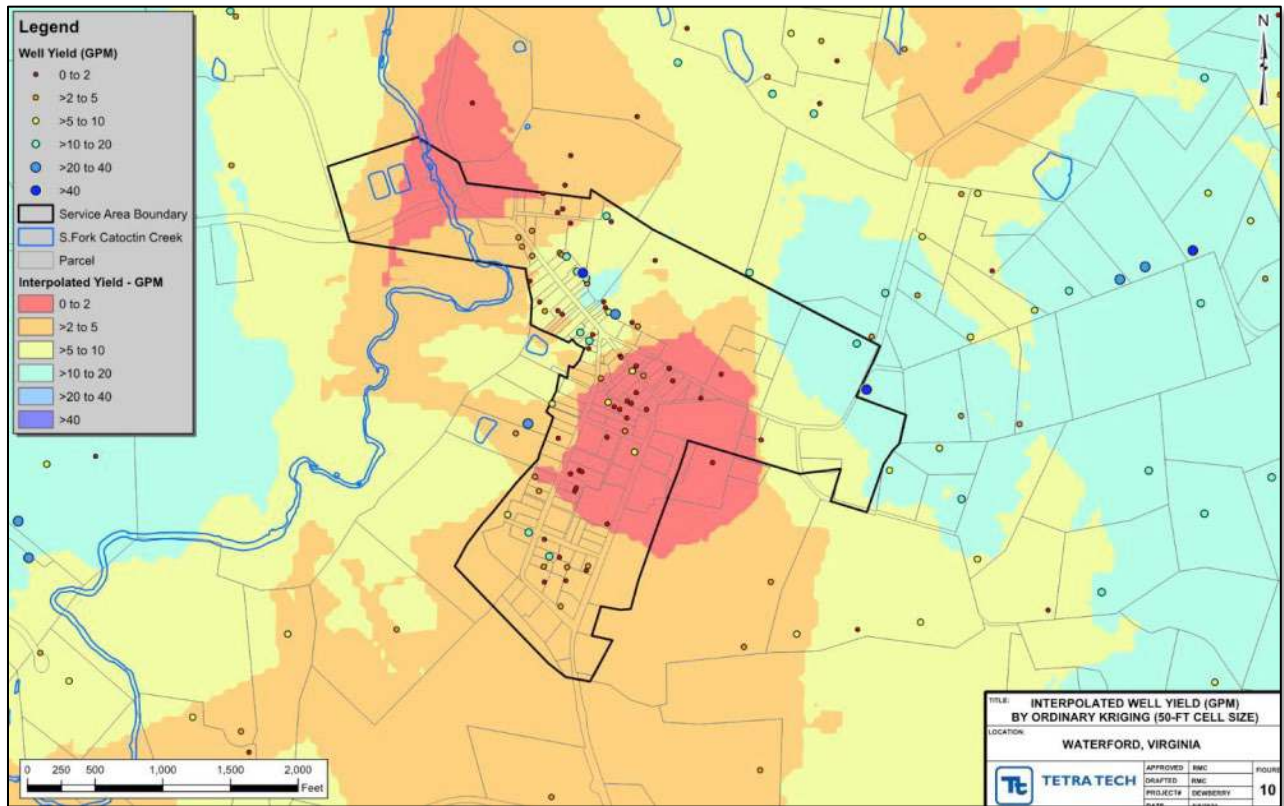 Legend
Well Yield (GPM)
0 to 2
>2 to 5
>5 to 10
>10 to 20
>20 to 40
>40
Service Area Boundary
S.Fork Catoctin Creek
Parcel
Interpolated Yield - GPM
0 to 2
>2 to 5
>5 to 10
>10 to 20
>20 to 40
>40
N
0 250 500 1,000 1,500 2,000
Feet
TITLE: INTERPOLATED WELL YIELD (GPM)
BY ORDINARY KRIGING (50-FT CELL SIZE)
LOCATION:
WATERFORD, VIRGINIA
Tt TETRA TECH
APPROVED RMC
DRAFTED RMC
PROJECT# DEWBERRY
DATE
FIGURE
10